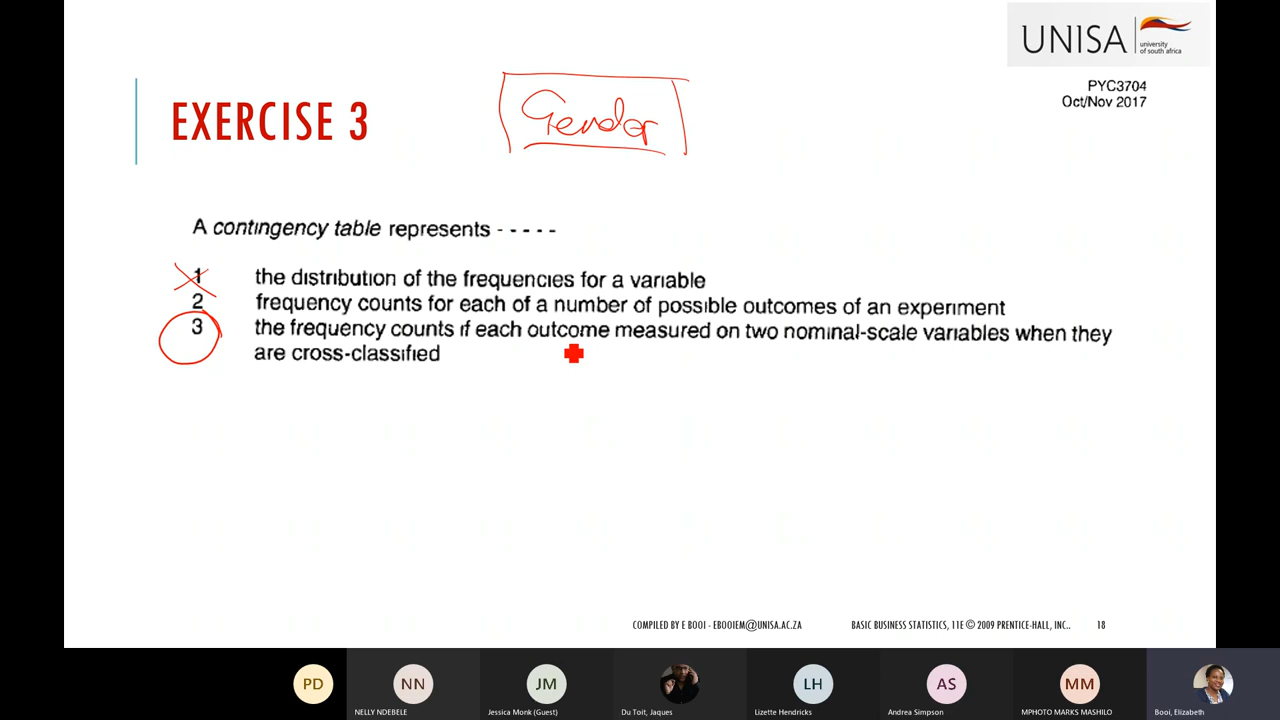 UNISA
university
of south africa
PYC3704
Oct/Nov 2017
EXERCISE 3
Gender
A contingency table represents - - - - -
1 the distribution of the frequencies for a variable
2 frequency counts for each of a number of possible outcomes of an experiment
3 the frequency counts if each outcome measured on two nominal-scale variables when they
are cross-classified
COMPILED BY E BOOI - EBOOIEM@UNISA.AC.ZA BASIC BUSINESS STATISTICS, 11E © 2009 PRENTICE-HALL, INC.. 18
PD NN JM LH AS MM
NELLY NDEBELE Jessica Monk (Guest) Du Toit, Jaques Lizette Hendricks Andrea Simpson MPHOTO MARKS MASHILO Booi, Elizabeth